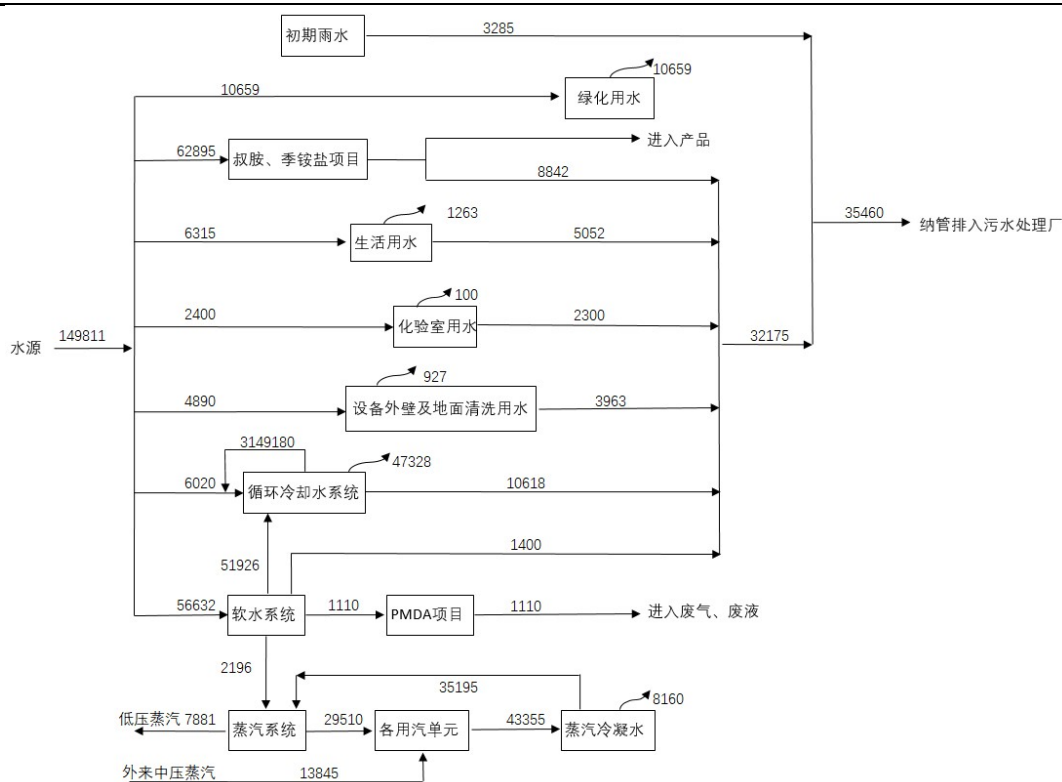 初期雨水
3285
10659
绿化用水
10659
62895
叔胺、季铵盐项目
进入产品
8842
6315
生活用水
1263
5052
35460
纳管排入污水处理厂
2400
化验室用水
100
2300
水源
149811
32175
4890
设备外壁及地面清洗用水
927
3963
3149180
6020
循环冷却水系统
47328
10618
51926
1400
56632
软水系统
1110
PMDA项目
1110
进入废气、废液
2196
35195
8160
低压蒸汽 7881
蒸汽系统
29510
各用汽单元
43355
蒸汽冷凝水
外来中压蒸汽
13845